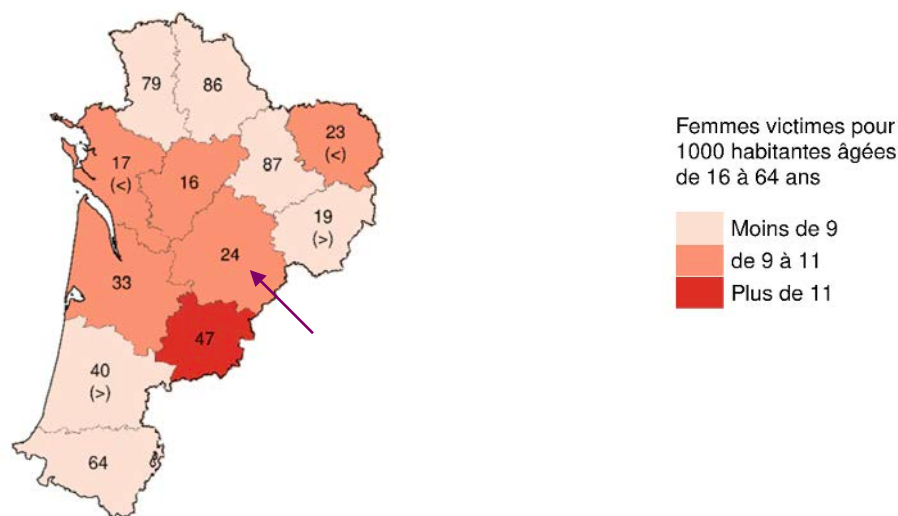 79
86
23
(<)
17
(<)
87
16
19
(>)
24
33
47
40
(>)
64
Femmes victimes pour
1000 habitantes âgées
de 16 à 64 ans
Moins de 9
de 9 à 11
Plus de 11